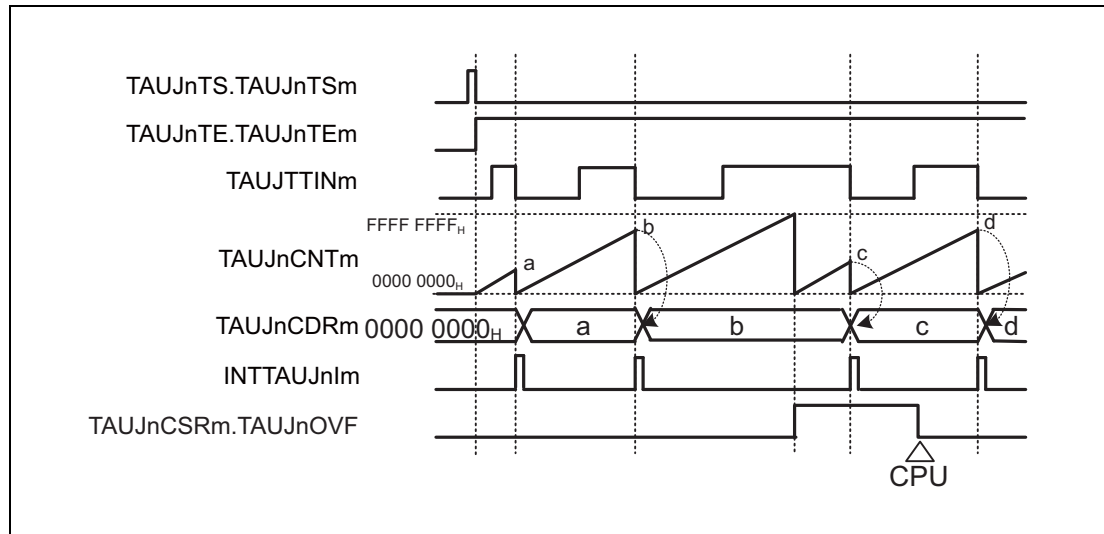 TAUJnTS.TAUJnTSm
TAUJnTE.TAUJnTEm
TAUJTTINm
FFFF FFFFH
b
d
TAUJnCNTm
a
c
0000 0000H
TAUJnCDRm 0000 0000H a b c d
INTTAUJnIm
TAUJnCSRm.TAUJnOVF
CPU